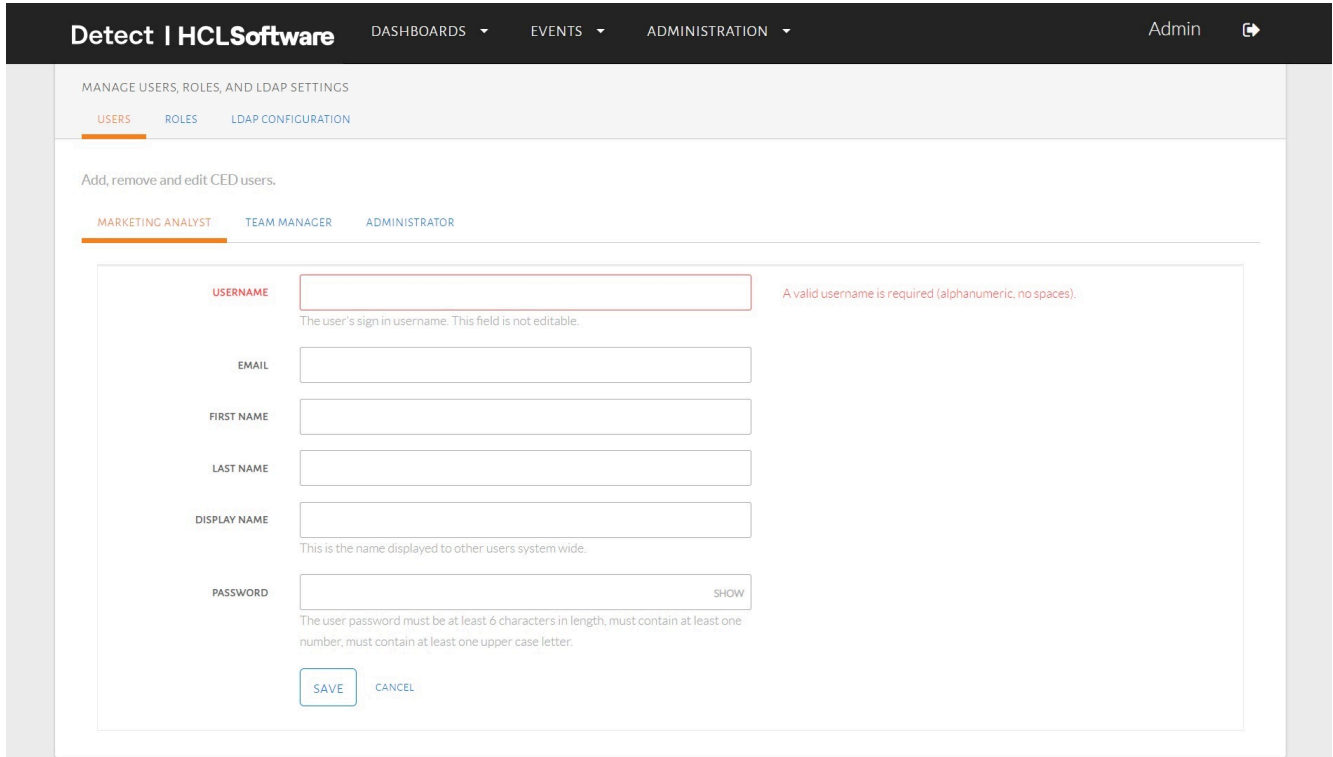 Detect | HCLSoftware DASHBOARDS EVENTS ADMINISTRATION Admin
MANAGE USERS, ROLES, AND LDAP SETTINGS
USERS ROLES LDAP CONFIGURATION
Add, remove and edit CED users.
MARKETING ANALYST TEAM MANAGER ADMINISTRATOR
USERNAME A valid username is required (alphanumeric, no spaces).
The user's sign in username. This field is not editable.
EMAIL
FIRST NAME
LAST NAME
DISPLAY NAME
This is the name displayed to other users system wide.
PASSWORD SHOW
The user password must be at least 6 characters in length, must contain at least one
number, must contain at least one upper case letter.
SAVE CANCEL